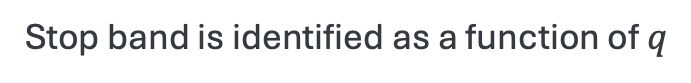 Stop band is identified as a function of q